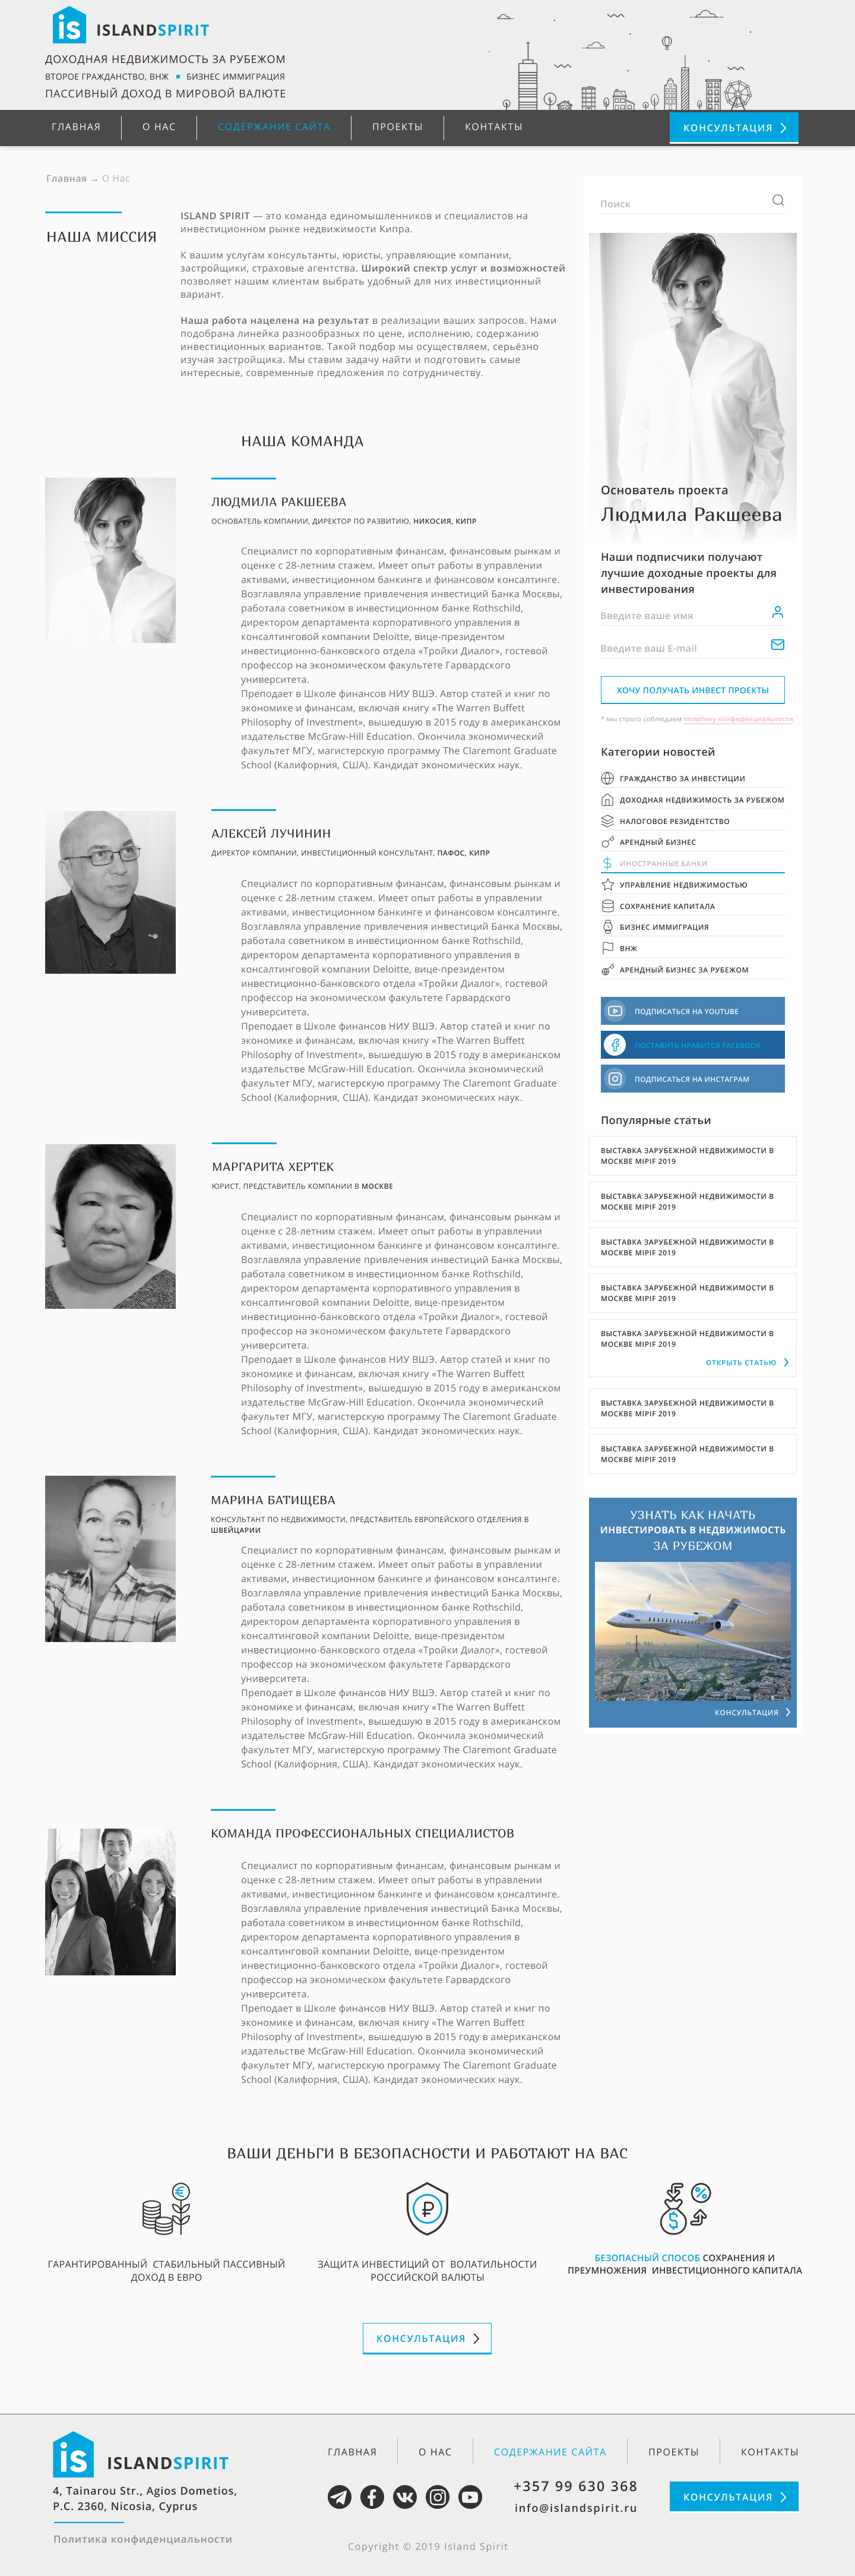 is ISLANDSPIRIT
ДОХОДНАЯ НЕДВИЖИМОСТЬ ЗА РУБЕЖОМ
ВТОРОЕ ГРАЖДАНСТВО, ВНЖ ▪ БИЗНЕС ИММИГРАЦИЯ
ПАССИВНЫЙ ДОХОД В МИРОВОЙ ВАЛЮТЕ
ГЛАВНАЯ
О НАС
СОДЕРЖАНИЕ САЙТА
ПРОЕКТЫ
КОНТАКТЫ
КОНСУЛЬТАЦИЯ
Главная → О Нас
НАША МИССИЯ
ISLAND SPIRIT — это команда единомышленников и специалистов на
инвестиционном рынке недвижимости Кипра.
К вашим услугам консультанты, юристы, управляющие компании,
застройщики, страховые агентства. Широкий спектр услуг и возможностей
позволяет нашим клиентам выбрать удобный для них инвестиционный
вариант.
Наша работа нацелена на результат в реализации ваших запросов. Нами
подобрана линейка разнообразных по цене, исполнению, содержанию
инвестиционных вариантов. Такой подбор мы осуществляем, серьёзно
изучая застройщика. Мы ставим задачу найти и подготовить самые
интересные, современные предложения по сотрудничеству.
НАША КОМАНДА
ЛЮДМИЛА РАКШЕЕВА
ОСНОВАТЕЛЬ КОМПАНИИ, ДИРЕКТОР ПО РАЗВИТИЮ, НИКОСИЯ, КИПР
Специалист по корпоративным финансам, финансовым рынкам и
оценке с 28-летним стажем. Имеет опыт работы в управлении
активами, инвестиционном банкинге и финансовом консалтинге.
Возглавляла управление привлечения инвестиций Банка Москвы,
работала советником в инвестиционном банке Rothschild,
директором департамента корпоративного управления в
консалтинговой компании Deloitte, вице-президентом
инвестиционно-банковского отдела «Тройки Диалог», гостевой
профессор на экономическом факультете Гарвардского
университета.
Преподает в Школе финансов НИУ ВШЭ. Автор статей и книг по
экономике и финансам, включая книгу «The Warren Buffett
Philosophy of Investment», вышедшую в 2015 году в американском
издательстве McGraw-Hill Education. Окончила экономический
факультет МГУ, магистерскую программу The Claremont Graduate
School (Калифорния, США). Кандидат экономических наук.
АЛЕКСЕЙ ЛУЧИНИН
ДИРЕКТОР КОМПАНИИ, ИНВЕСТИЦИОННЫЙ КОНСУЛЬТАНТ, ПАФОС, КИПР
Специалист по корпоративным финансам, финансовым рынкам и
оценке с 28-летним стажем. Имеет опыт работы в управлении
активами, инвестиционном банкинге и финансовом консалтинге.
Возглавляла управление привлечения инвестиций Банка Москвы,
работала советником в инвестиционном банке Rothschild,
директором департамента корпоративного управления в
консалтинговой компании Deloitte, вице-президентом
инвестиционно-банковского отдела «Тройки Диалог», гостевой
профессор на экономическом факультете Гарвардского
университета.
Преподает в Школе финансов НИУ ВШЭ. Автор статей и книг по
экономике и финансам, включая книгу «The Warren Buffett
Philosophy of Investment», вышедшую в 2015 году в американском
издательстве McGraw-Hill Education. Окончила экономический
факультет МГУ, магистерскую программу The Claremont Graduate
School (Калифорния, США). Кандидат экономических наук.
МАРГАРИТА ХЕРТЕК
ЮРИСТ, ПРЕДСТАВИТЕЛЬ КОМПАНИИ В МОСКВЕ
Специалист по корпоративным финансам, финансовым рынкам и
оценке с 28-летним стажем. Имеет опыт работы в управлении
активами, инвестиционном банкинге и финансовом консалтинге.
Возглавляла управление привлечения инвестиций Банка Москвы,
работала советником в инвестиционном банке Rothschild,
директором департамента корпоративного управления в
консалтинговой компании Deloitte, вице-президентом
инвестиционно-банковского отдела «Тройки Диалог», гостевой
профессор на экономическом факультете Гарвардского
университета.
Преподает в Школе финансов НИУ ВШЭ. Автор статей и книг по
экономике и финансам, включая книгу «The Warren Buffett
Philosophy of Investment», вышедшую в 2015 году в американском
издательстве McGraw-Hill Education. Окончила экономический
факультет МГУ, магистерскую программу The Claremont Graduate
School (Калифорния, США). Кандидат экономических наук.
МАРИНА БАТИЩЕВА
КОНСУЛЬТАНТ ПО НЕДВИЖИМОСТИ, ПРЕДСТАВИТЕЛЬ ЕВРОПЕЙСКОГО ОТДЕЛЕНИЯ В
ШВЕЙЦАРИИ
Специалист по корпоративным финансам, финансовым рынкам и
оценке с 28-летним стажем. Имеет опыт работы в управлении
активами, инвестиционном банкинге и финансовом консалтинге.
Возглавляла управление привлечения инвестиций Банка Москвы,
работала советником в инвестиционном банке Rothschild,
директором департамента корпоративного управления в
консалтинговой компании Deloitte, вице-президентом
инвестиционно-банковского отдела «Тройки Диалог», гостевой
профессор на экономическом факультете Гарвардского
университета.
Преподает в Школе финансов НИУ ВШЭ. Автор статей и книг по
экономике и финансам, включая книгу «The Warren Buffett
Philosophy of Investment», вышедшую в 2015 году в американском
издательстве McGraw-Hill Education. Окончила экономический
факультет МГУ, магистерскую программу The Claremont Graduate
School (Калифорния, США). Кандидат экономических наук.
КОМАНДА ПРОФЕССИОНАЛЬНЫХ СПЕЦИАЛИСТОВ
Специалист по корпоративным финансам, финансовым рынкам и
оценке с 28-летним стажем. Имеет опыт работы в управлении
активами, инвестиционном банкинге и финансовом консалтинге.
Возглавляла управление привлечения инвестиций Банка Москвы,
работала советником в инвестиционном банке Rothschild,
директором департамента корпоративного управления в
консалтинговой компании Deloitte, вице-президентом
инвестиционно-банковского отдела «Тройки Диалог», гостевой
профессор на экономическом факультете Гарвардского
университета.
Преподает в Школе финансов НИУ ВШЭ. Автор статей и книг по
экономике и финансам, включая книгу «The Warren Buffett
Philosophy of Investment», вышедшую в 2015 году в американском
издательстве McGraw-Hill Education. Окончила экономический
факультет МГУ, магистерскую программу The Claremont Graduate
School (Калифорния, США). Кандидат экономических наук.
Поиск
Основатель проекта
Людмила Ракшеева
Наши подписчики получают
лучшие доходные проекты для
инвестирования
Введите ваше имя
Введите ваш E-mail
ХОЧУ ПОЛУЧАТЬ ИНВЕСТ ПРОЕКТЫ
* мы строго соблюдаем политику конфиденциальности
Категории новостей
ГРАЖДАНСТВО ЗА ИНВЕСТИЦИИ
ДОХОДНАЯ НЕДВИЖИМОСТЬ ЗА РУБЕЖОМ
НАЛОГОВОЕ РЕЗИДЕНТСТВО
АРЕНДНЫЙ БИЗНЕС
ИНОСТРАННЫЕ БАНКИ
УПРАВЛЕНИЕ НЕДВИЖИМОСТЬЮ
СОХРАНЕНИЕ КАПИТАЛА
БИЗНЕС ИММИГРАЦИЯ
ВНЖ
АРЕНДНЫЙ БИЗНЕС ЗА РУБЕЖОМ
ПОДПИСАТЬСЯ НА YOUTUBE
ПОСТАВИТЬ НРАВИТСЯ FACEBOOK
ПОДПИСАТЬСЯ НА ИНСТАГРАМ
Популярные статьи
ВЫСТАВКА ЗАРУБЕЖНОЙ НЕДВИЖИМОСТИ В
МОСКВЕ MIPIF 2019
ВЫСТАВКА ЗАРУБЕЖНОЙ НЕДВИЖИМОСТИ В
МОСКВЕ MIPIF 2019
ВЫСТАВКА ЗАРУБЕЖНОЙ НЕДВИЖИМОСТИ В
МОСКВЕ MIPIF 2019
ВЫСТАВКА ЗАРУБЕЖНОЙ НЕДВИЖИМОСТИ В
МОСКВЕ MIPIF 2019
ВЫСТАВКА ЗАРУБЕЖНОЙ НЕДВИЖИМОСТИ В
МОСКВЕ MIPIF 2019
ОТКРЫТЬ СТАТЬЮ
ВЫСТАВКА ЗАРУБЕЖНОЙ НЕДВИЖИМОСТИ В
МОСКВЕ MIPIF 2019
ВЫСТАВКА ЗАРУБЕЖНОЙ НЕДВИЖИМОСТИ В
МОСКВЕ MIPIF 2019
УЗНАТЬ КАК НАЧАТЬ
ИНВЕСТИРОВАТЬ В НЕДВИЖИМОСТЬ
ЗА РУБЕЖОМ
КОНСУЛЬТАЦИЯ
ВАШИ ДЕНЬГИ В БЕЗОПАСНОСТИ И РАБОТАЮТ НА ВАС
ГАРАНТИРОВАННЫЙ СТАБИЛЬНЫЙ ПАССИВНЫЙ
ДОХОД В ЕВРО
ЗАЩИТА ИНВЕСТИЦИЙ ОТ ВОЛАТИЛЬНОСТИ
РОССИЙСКОЙ ВАЛЮТЫ
БЕЗОПАСНЫЙ СПОСОБ СОХРАНЕНИЯ И
ПРЕУМНОЖЕНИЯ ИНВЕСТИЦИОННОГО КАПИТАЛА
КОНСУЛЬТАЦИЯ
is ISLANDSPIRIT
4, Tainarou Str., Agios Dometios,
P.C. 2360, Nicosia, Cyprus
Политика конфиденциальности
ГЛАВНАЯ
О НАС
СОДЕРЖАНИЕ САЙТА
ПРОЕКТЫ
КОНТАКТЫ
+357 99 630 368
info@islandspirit.ru
КОНСУЛЬТАЦИЯ
Copyright © 2019 Island Spirit